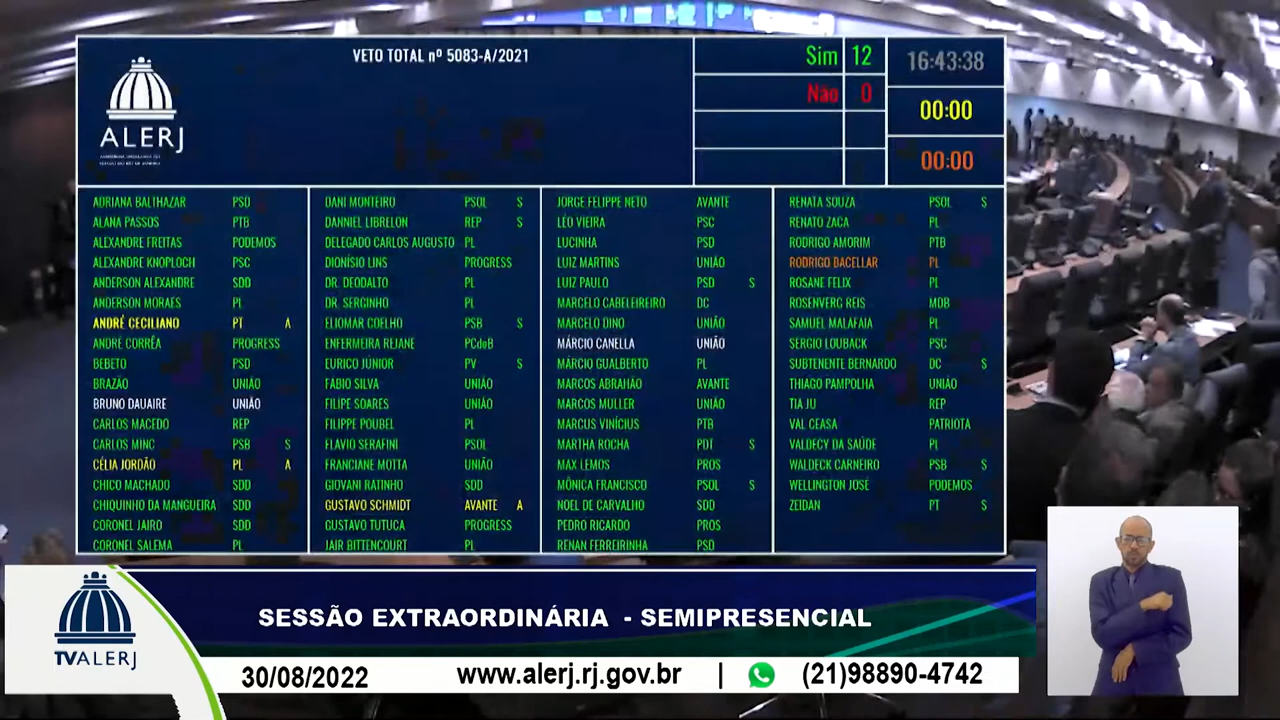 VETO TOTAL nº 5083-A/2021
Sim 12
Não 0
16:43:38
00:00
00:00
ALERJ
ADRIANA BALTHAZAR PSD
ALANA PASSOS PTB
ALEXANDRE FREITAS PODEMOS
ALEXANDRE KNOPLOCH PSC
ANDERSON ALEXANDRE SDD
ANDERSON MORAES PL
ANDRÉ CECILIANO PT A
ANDRÉ CORRÊA PROGRESS
BEBETO PSD
BRAZÃO UNIÃO
BRUNO DAUAIRE UNIÃO
CARLOS MACEDO REP
CARLOS MINC PSB S
CÉLIA JORDÃO PL A
CHICO MACHADO SDD
CHIQUINHO DA MANGUEIRA SDD
CORONEL JAIRO SDD
CORONEL SALEMA PL
DANI MONTEIRO PSOL S
DANNIEL LIBRELON REP S
DELEGADO CARLOS AUGUSTO PL
DIONÍSIO LINS PROGRESS
DR. DEODALTO PL
DR. SERGINHO PL
ELIOMAR COELHO PSB S
ENFERMEIRA REJANE PCdoB
EURICO JÚNIOR PV S
FÁBIO SILVA UNIÃO
FILIPE SOARES UNIÃO
FILIPPE POUBEL PL
FLAVIO SERAFINI PSOL
FRANCIANE MOTTA UNIÃO
GIOVANI RATINHO SDD
GUSTAVO SCHMIDT AVANTE A
GUSTAVO TUTUCA PROGRESS
JAIR BITTENCOURT PL
JORGE FELIPPE NETO AVANTE
LÉO VIEIRA PSC
LUCINHA PSD
LUIZ MARTINS UNIÃO
LUIZ PAULO PSD S
MARCELO CABELEIREIRO DC
MARCELO DINO UNIÃO
MÁRCIO CANELLA UNIÃO
MÁRCIO GUALBERTO PL
MARCOS ABRAHÃO AVANTE
MARCOS MULLER UNIÃO
MARCUS VINÍCIUS PTB
MARTHA ROCHA PDT S
MAX LEMOS PROS
MÔNICA FRANCISCO PSOL S
NOEL DE CARVALHO SDD
PEDRO RICARDO PROS
RENAN FERREIRINHA PSD
RENATA SOUZA PSOL S
RENATO ZACA PL
RODRIGO AMORIM PTB
RODRIGO BACELLAR PL
ROSANE FELIX PL
ROSENVERG REIS MDB
SAMUEL MALAFAIA PL
SERGIO LOUBACK PSC
SUBTENENTE BERNARDO DC S
THIAGO PAMPOLHA UNIÃO
TIA JU REP
VAL CEASA PATRIOTA
VALDECY DA SAÚDE PL
WALDECK CARNEIRO PSB S
WELLINGTON JOSÉ PODEMOS
ZEIDAN PT S
SESSÃO EXTRAORDINÁRIA - SEMIPRESENCIAL
TVALERJ
30/08/2022 www.alerj.rj.gov.br | (21)98890-4742